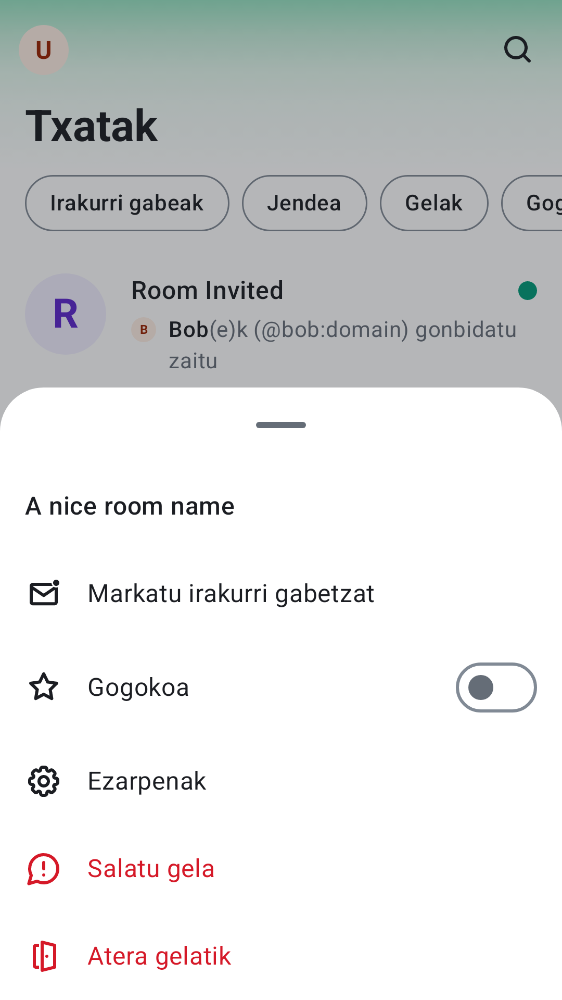 U
Txatak
Irakurri gabeak
Jendea
Gelak
Gog
R
Room Invited
B
Bob(e)k (@bob:domain) gonbidatu
zaitu
A nice room name
Markatu irakurri gabetzat
Gogokoa
Ezarpenak
Salatu gela
Atera gelatik